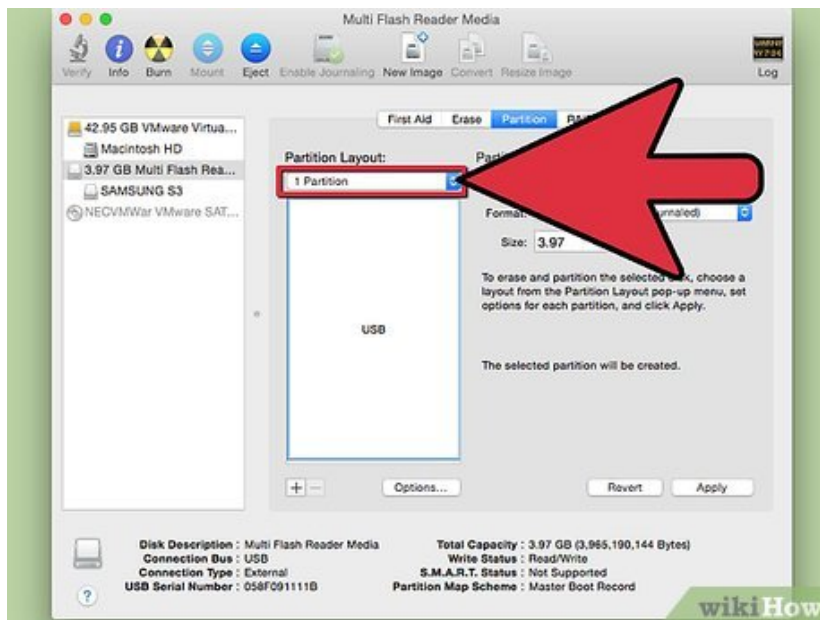 Multi Flash Reader Media
Verify Info Burn Mount Eject Enable Journaling New Image Convert Resize Image Log
First Aid Erase Partition
42.95 GB VMware Virtua...
Macintosh HD
3.97 GB Multi Flash Rea...
SAMSUNG S3
NECVMWar VMware SAT...
Partition Layout:
1 Partition
USB
Format:
Size: 3.97
To erase and partition the selected disk, choose a
layout from the Partition Layout pop-up menu, set
options for each partition, and click Apply.
The selected partition will be created.
+ − Options... Revert Apply
Disk Description : Multi Flash Reader Media
Connection Bus : USB
Connection Type : External
USB Serial Number : 058F091111B
Total Capacity : 3.97 GB (3,965,190,144 Bytes)
Write Status : Read/Write
S.M.A.R.T. Status : Not Supported
Partition Map Scheme : Master Boot Record
?
wikiHow